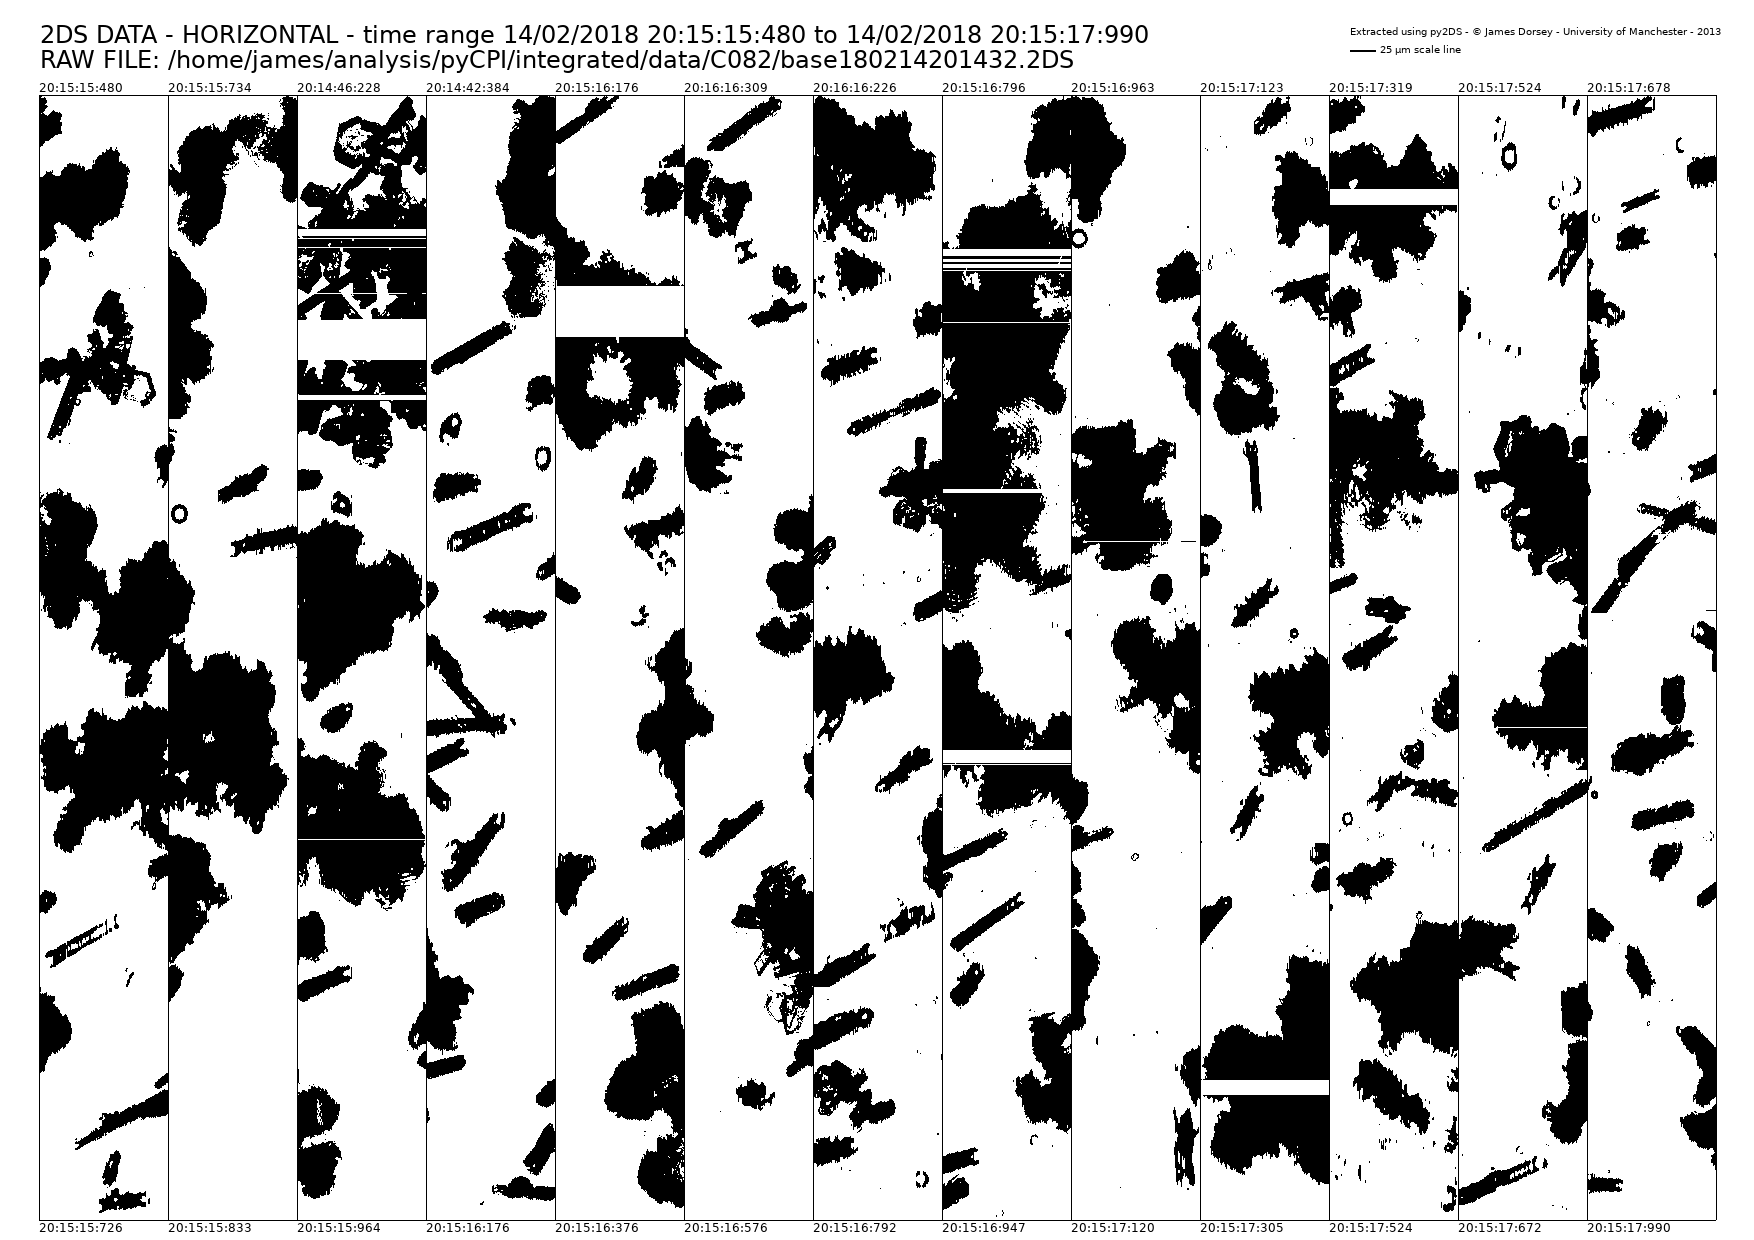 2DS DATA - HORIZONTAL - time range 14/02/2018 20:15:15:480 to 14/02/2018 20:15:17:990
RAW FILE: /home/james/analysis/pyCPI/integrated/data/C082/base180214201432.2DS
Extracted using py2DS - © James Dorsey - University of Manchester - 2013
25 µm scale line
20:15:15:480 20:15:15:734 20:14:46:228 20:14:42:384 20:15:16:176 20:16:16:309 20:16:16:226 20:15:16:796 20:15:16:963 20:15:17:123 20:15:17:319 20:15:17:524 20:15:17:678
20:15:15:726 20:15:15:833 20:15:15:964 20:15:16:176 20:15:16:376 20:15:16:576 20:15:16:792 20:15:16:947 20:15:17:120 20:15:17:305 20:15:17:524 20:15:17:672 20:15:17:990